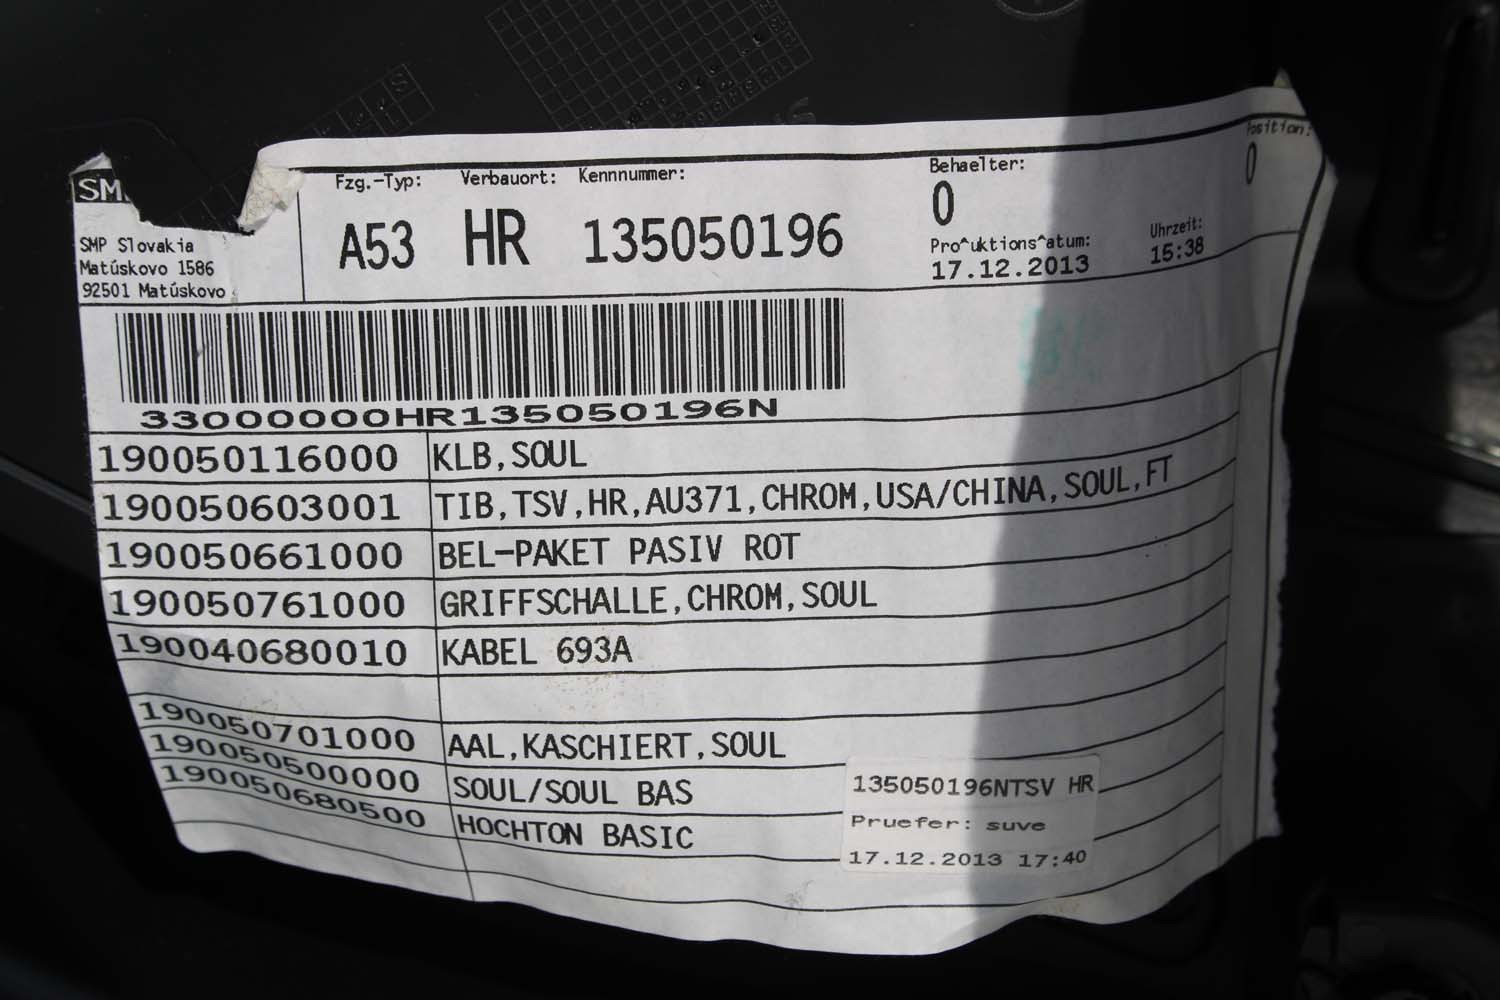 SM
SMP Slovakia
Matúskovo 1586
92501 Matúskovo
Fzg.-Typ: Verbauort: Kennnummer:
A53 HR 135050196
Behaelter:
0
Position:
0
Pro^uktions^atum: Uhrzeit:
17.12.2013 15:38
33000000HR135050196N
190050116000 KLB,SOUL
190050603001 TIB,TSV,HR,AU371,CHROM,USA/CHINA,SOUL,FT
190050661000 BEL-PAKET PASIV ROT
190050761000 GRIFFSCHALLE,CHROM,SOUL
190040680010 KABEL 693A
190050701000 AAL,KASCHIERT,SOUL
190050500000 SOUL/SOUL BAS
190050680500 HOCHTON BASIC
135050196NTSV HR
Pruefer: suve
17.12.2013 17:40